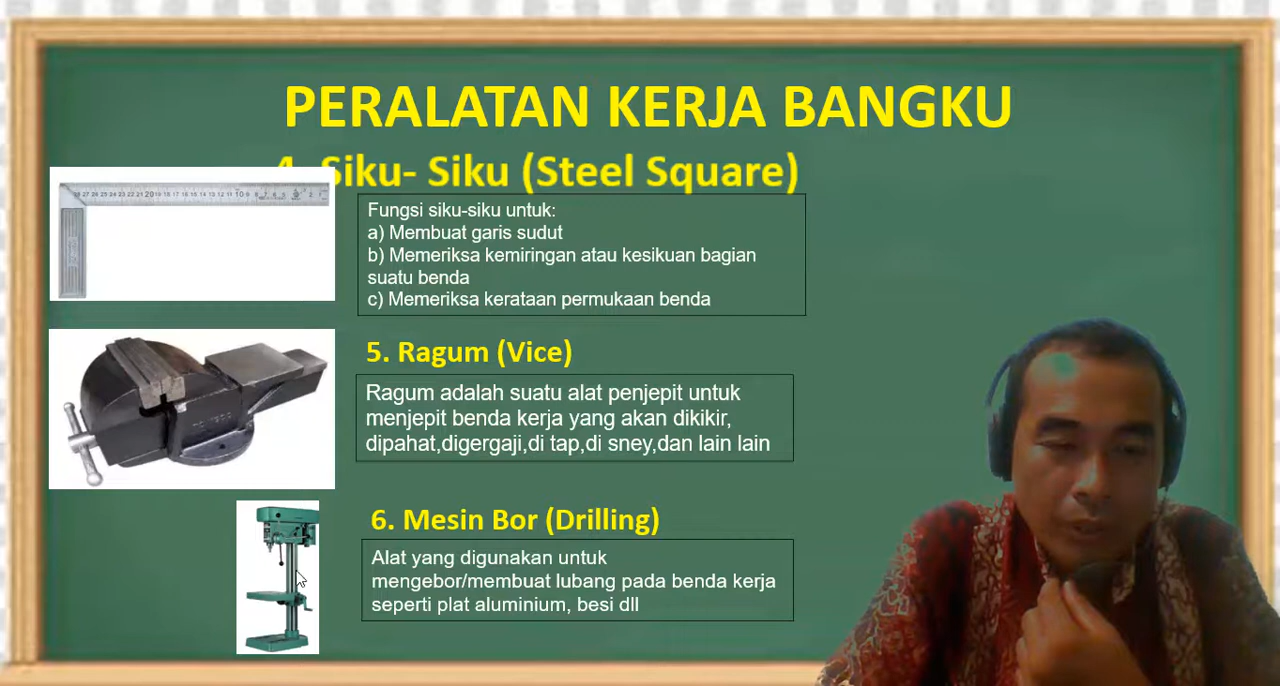 PERALATAN KERJA BANGKU
4. Siku- Siku (Steel Square)
Fungsi siku-siku untuk:
a) Membuat garis sudut
b) Memeriksa kemiringan atau kesikuan bagian
suatu benda
c) Memeriksa kerataan permukaan benda
5. Ragum (Vice)
Ragum adalah suatu alat penjepit untuk
menjepit benda kerja yang akan dikikir,
dipahat,digergaji,di tap,di sney,dan lain lain
6. Mesin Bor (Drilling)
Alat yang digunakan untuk
mengebor/membuat lubang pada benda kerja
seperti plat aluminium, besi dll